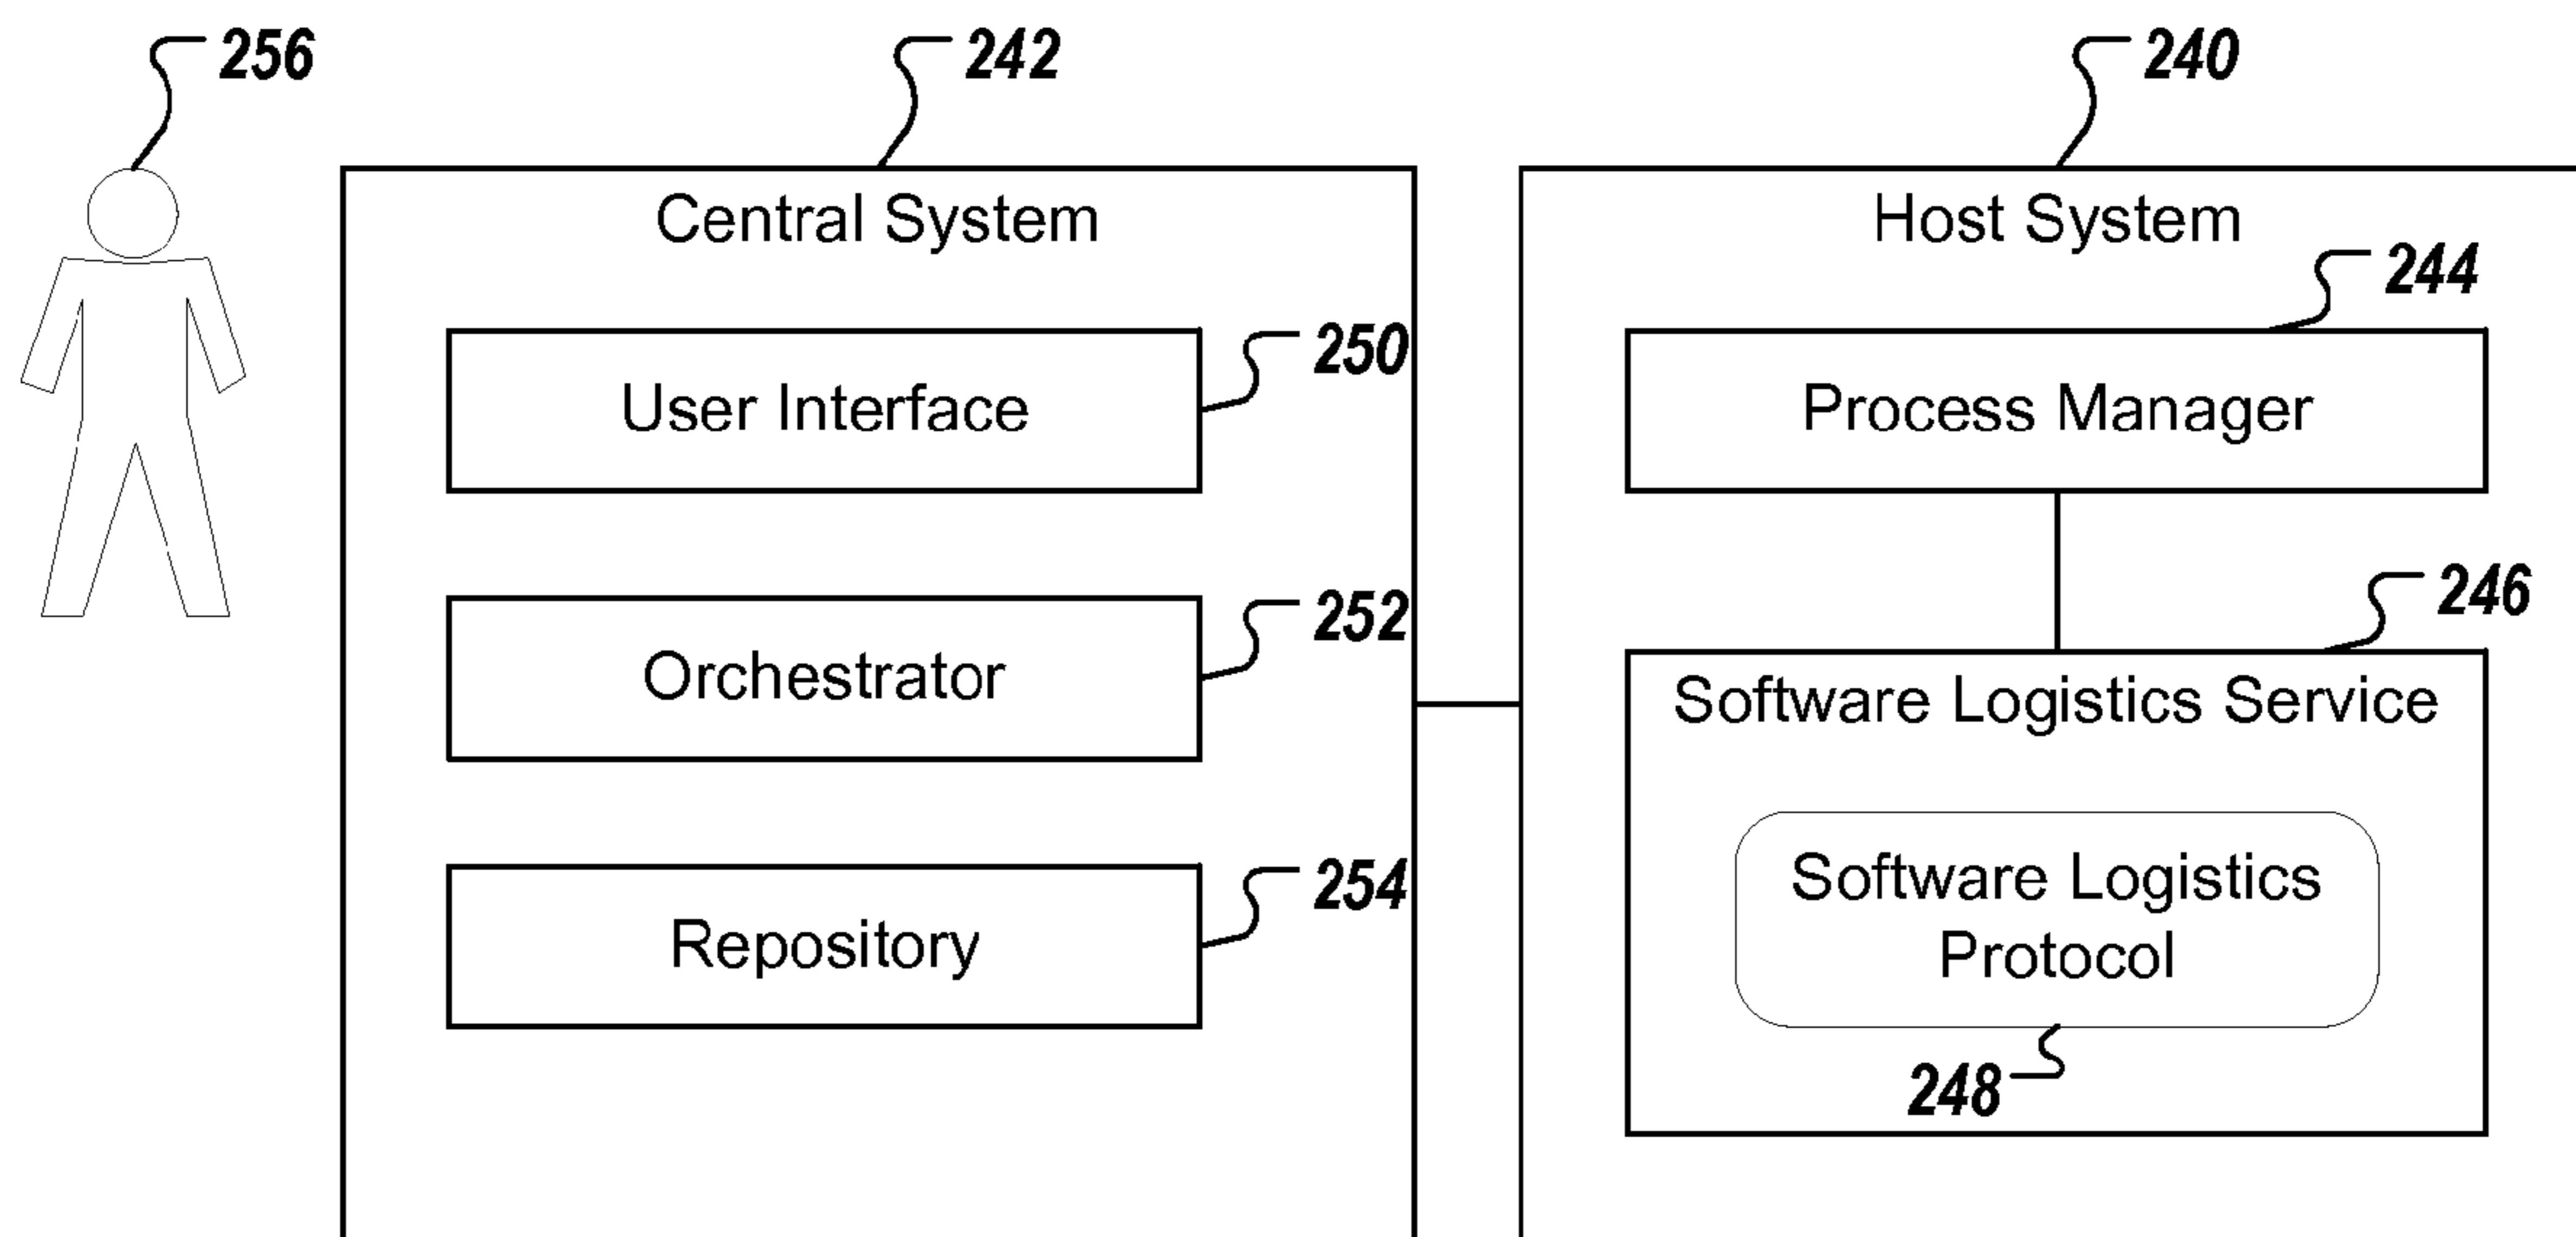 256
242
240
Central System
Host System
244
250
User Interface
Process Manager
252
246
Orchestrator
Software Logistics Service
254
Software Logistics
Protocol
Repository
248